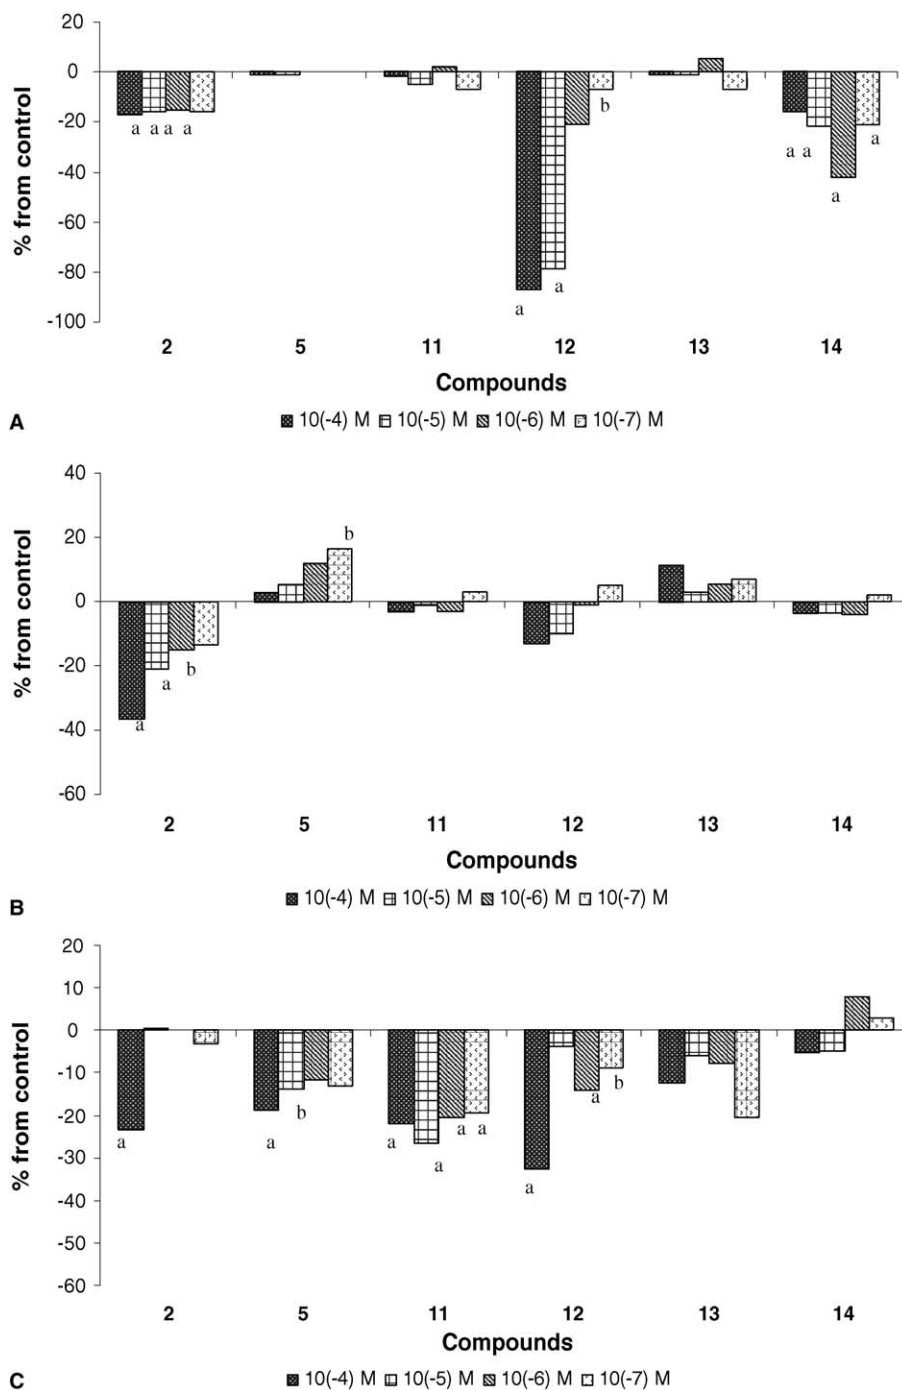 20
0
-20
-40
-60
-80
-100
% from control
a a a a
a
a
b
a a
a
a
2 5 11 12 13 14
Compounds
10(-4) M 10(-5) M 10(-6) M 10(-7) M
A
40
20
0
-20
-40
-60
% from control
a
a
b
b
2 5 11 12 13 14
Compounds
10(-4) M 10(-5) M 10(-6) M 10(-7) M
B
20
10
0
-10
-20
-30
-40
-50
-60
% from control
a
a
b
a
a
a a
a
a
b
2 5 11 12 13 14
Compounds
10(-4) M 10(-5) M 10(-6) M 10(-7) M
C